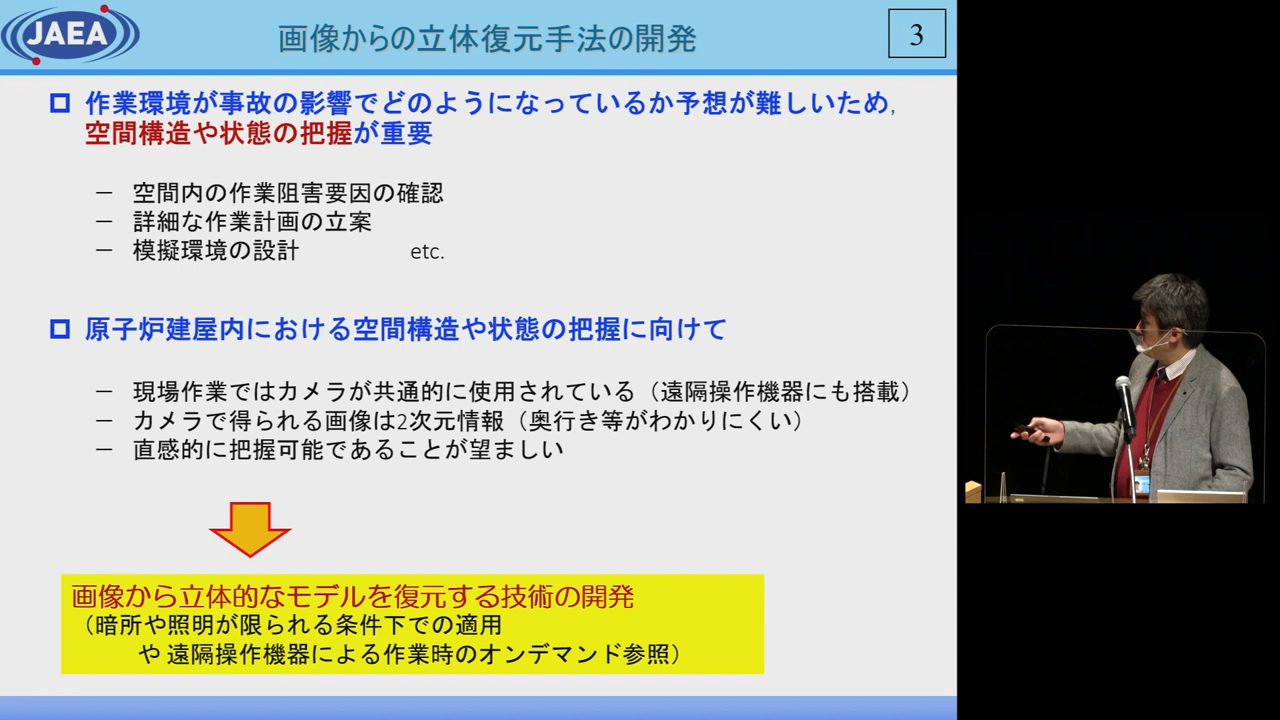 JAEA
画像からの立体復元手法の開発
3
作業環境が事故の影響でどのようになっているか予想が難しいため,
空間構造や状態の把握が重要
－ 空間内の作業阻害要因の確認
－ 詳細な作業計画の立案
－ 模擬環境の設計 etc.
原子炉建屋内における空間構造や状態の把握に向けて
－ 現場作業ではカメラが共通的に使用されている（遠隔操作機器にも搭載）
－ カメラで得られる画像は2次元情報（奥行き等がわかりにくい）
－ 直感的に把握可能であることが望ましい
画像から立体的なモデルを復元する技術の開発
（暗所や照明が限られる条件下での適用
や 遠隔操作機器による作業時のオンデマンド参照）